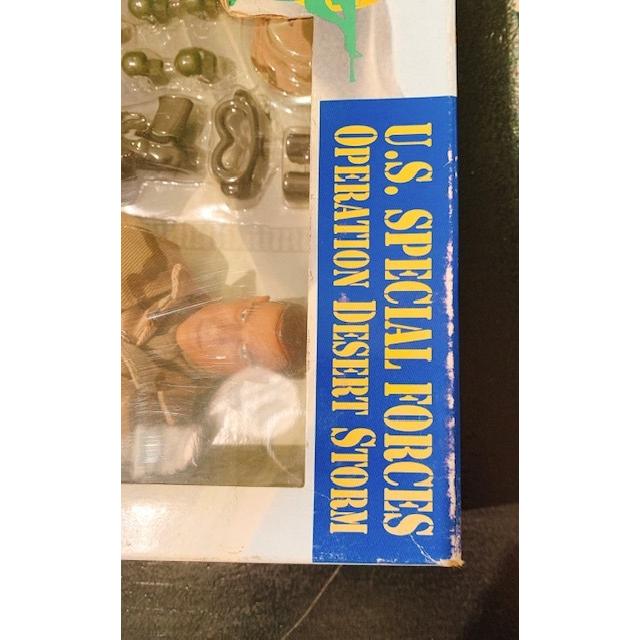 U.S. SPECIAL FORCES
OPERATION DESERT STORM